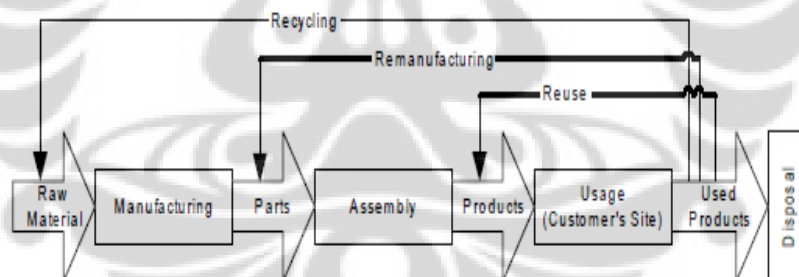 Recycling
Remanufacturing
Reuse
Raw
Material
Manufacturing
Parts
Assembly
Products
Usage
(Customer's Site)
Used
Products
Disposal